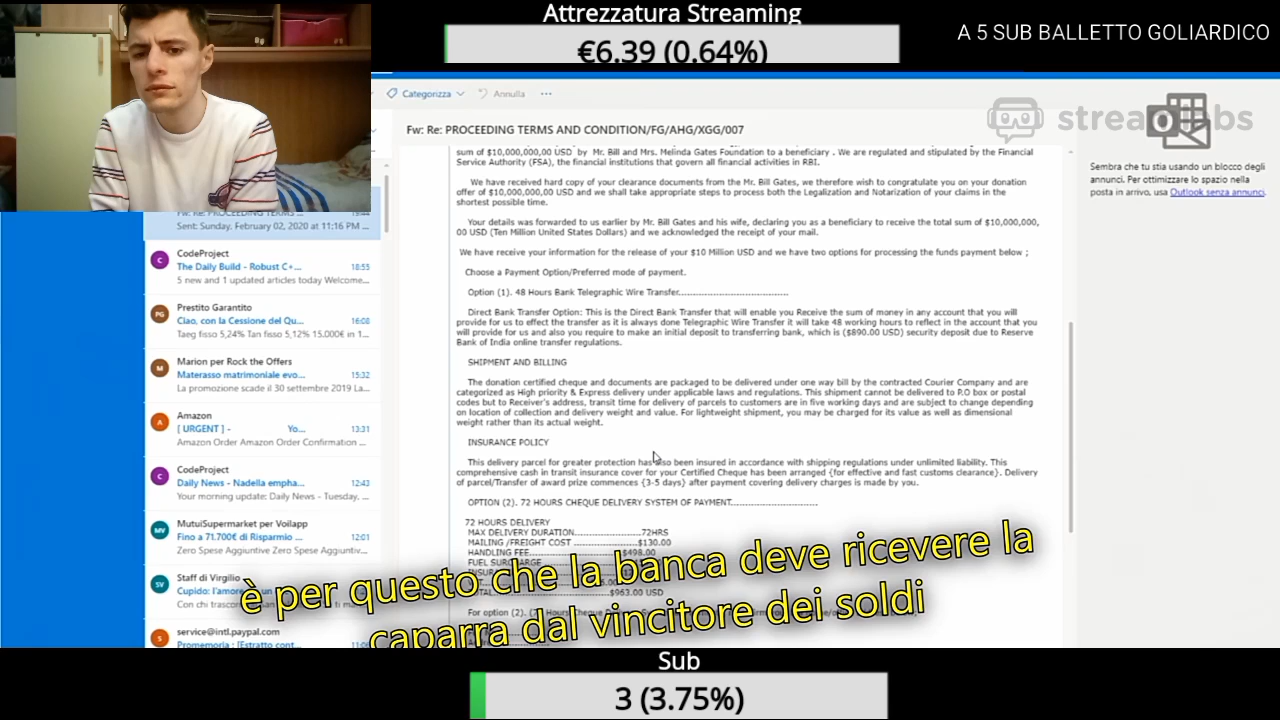 Attrezzatura Streaming
€6.39 (0.64%)
A 5 SUB BALLETTO GOLIARDICO
Categorizza
Annulla
Fw: Re: PROCEEDING TERMS AND CONDITION/FG/AHG/XGG/007
streamlabs
Sembra che tu stia usando un blocco degli
annunci. Per ottimizzare lo spazio nella
posta in arrivo, usa Outlook senza annunci.
Fw: Re: PROCEEDING TERMS ...
19:44
Sent: Sunday, February 02, 2020 at 11:16 PM ...
CodeProject
The Daily Build - Robust C+...
18:55
5 new and 1 updated articles today Welcome...
PG
Prestito Garantito
Ciao, con la Cessione del Qu...
16:08
Taeg fisso 5,24% Tan fisso 5,12% 15.000€ in 1...
Marion per Rock the Offers
Materasso matrimoniale evo...
15:32
La promozione scade il 30 settembre 2019 La...
Amazon
[ URGENT ] - Yo...
13:31
Amazon Order Amazon Order Confirmation ...
CodeProject
Daily News - Nadella empha...
12:43
Your morning update: Daily News - Tuesday, ...
MV
MutuiSupermarket per Voilapp
Fino a 71.700€ di Risparmio ...
12:01
Zero Spese Aggiuntive Zero Spese Aggiuntiv...
Staff di Virgilio
Cupido: l'amore
Con chi trascor
service@intl.paypal.com
Promemoria : [Estratto cont...
sum of $10,000,000,00 USD by Mr. Bill and Mrs. Melinda Gates Foundation to a beneficiary . We are regulated and stipulated by the Financial
Service Authority (FSA), the financial institutions that govern all financial activities in RBI.
We have received hard copy of your clearance documents from the Mr. Bill Gates, we therefore wish to congratulate you on your donation
offer of $10,000,000,00 USD and we shall take appropriate steps to process both the Legalization and Notarization of your claims in the
shortest possible time.
Your details was forwarded to us earlier by Mr. Bill Gates and his wife, declaring you as a beneficiary to receive the total sum of $10,000,000,
00 USD (Ten Million United States Dollars) and we acknowledged the receipt of your mail.
We have receive your information for the release of your $10 Million USD and we have two options for processing the funds payment below ;
Choose a Payment Option/Preferred mode of payment.
Option (1). 48 Hours Bank Telegraphic Wire Transfer.......................................
Direct Bank Transfer Option: This is the Direct Bank Transfer that will enable you Receive the sum of money in any account that you will
provide for us to effect the transfer as it is always done Telegraphic Wire Transfer it will take 48 working hours to reflect in the account that you
will provide for us and also you require to make an initial deposit to transferring bank, which is ($890.00 USD) security deposit due to Reserve
Bank of India online transfer regulations.
SHIPMENT AND BILLING
The donation certified cheque and documents are packaged to be delivered under one way bill by the contracted Courier Company and are
categorized as High priority & Express delivery under applicable laws and regulations. This shipment cannot be delivered to P.O box or postal
codes but to Receiver's address, transit time for delivery of parcels to customers are in five working days and are subject to change depending
on location of collection and delivery weight and value. For lightweight shipment, you may be charged for its value as well as dimensional
weight rather than its actual weight.
INSURANCE POLICY
This delivery parcel for greater protection has also been insured in accordance with shipping regulations under unlimited liability. This
comprehensive cash in transit insurance cover for your Certified Cheque has been arranged {for effective and fast customs clearance}. Delivery
of parcel/Transfer of award prize commences {3-5 days} after payment covering delivery charges is made by you.
OPTION (2). 72 HOURS CHEQUE DELIVERY SYSTEM OF PAYMENT..............................
72 HOURS DELIVERY
MAX DELIVERY DURATION...................72HRS
MAILING /FREIGHT COST ........................$130.00
HANDLING FEE.........................$498.00
FUEL SURCHARGE
INSUR
$963.00 USD
For option (2). (7
è per questo che la banca deve ricevere la
caparra dal vincitore dei soldi
Sub
3 (3.75%)